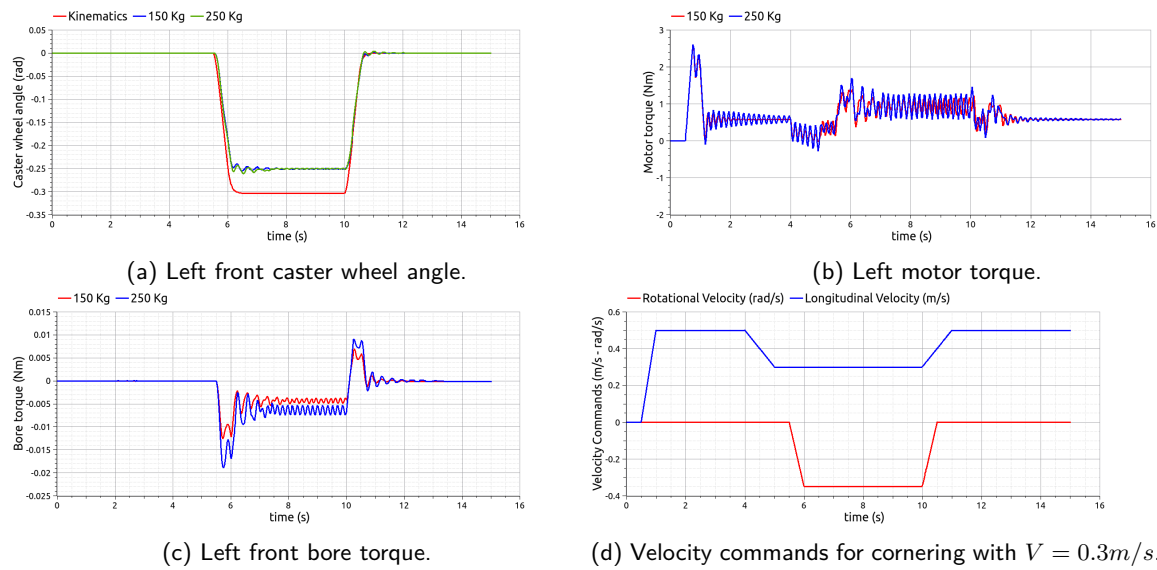 Kinematics 150 Kg 250 Kg
0.05
0
-0.05
-0.1
-0.15
-0.2
-0.25
-0.3
-0.35
Caster wheel angle (rad)
0 2 4 6 8 10 12 14 16
time (s)
(a) Left front caster wheel angle.
150 Kg 250 Kg
3
2
1
0
-1
-2
Motor torque (Nm)
0 2 4 6 8 10 12 14 16
time (s)
(b) Left motor torque.
150 Kg 250 Kg
0.015
0.01
0.005
0
-0.005
-0.01
-0.015
-0.02
-0.025
Bore torque (Nm)
0 2 4 6 8 10 12 14 16
time (s)
(c) Left front bore torque.
Rotational Velocity (rad/s) Longitudinal Velocity (m/s)
0.6
0.4
0.2
0
-0.2
-0.4
Velocity Commands (m/s - rad/s)
0 2 4 6 8 10 12 14 16
time (s)
(d) Velocity commands for cornering with V = 0.3m/s.